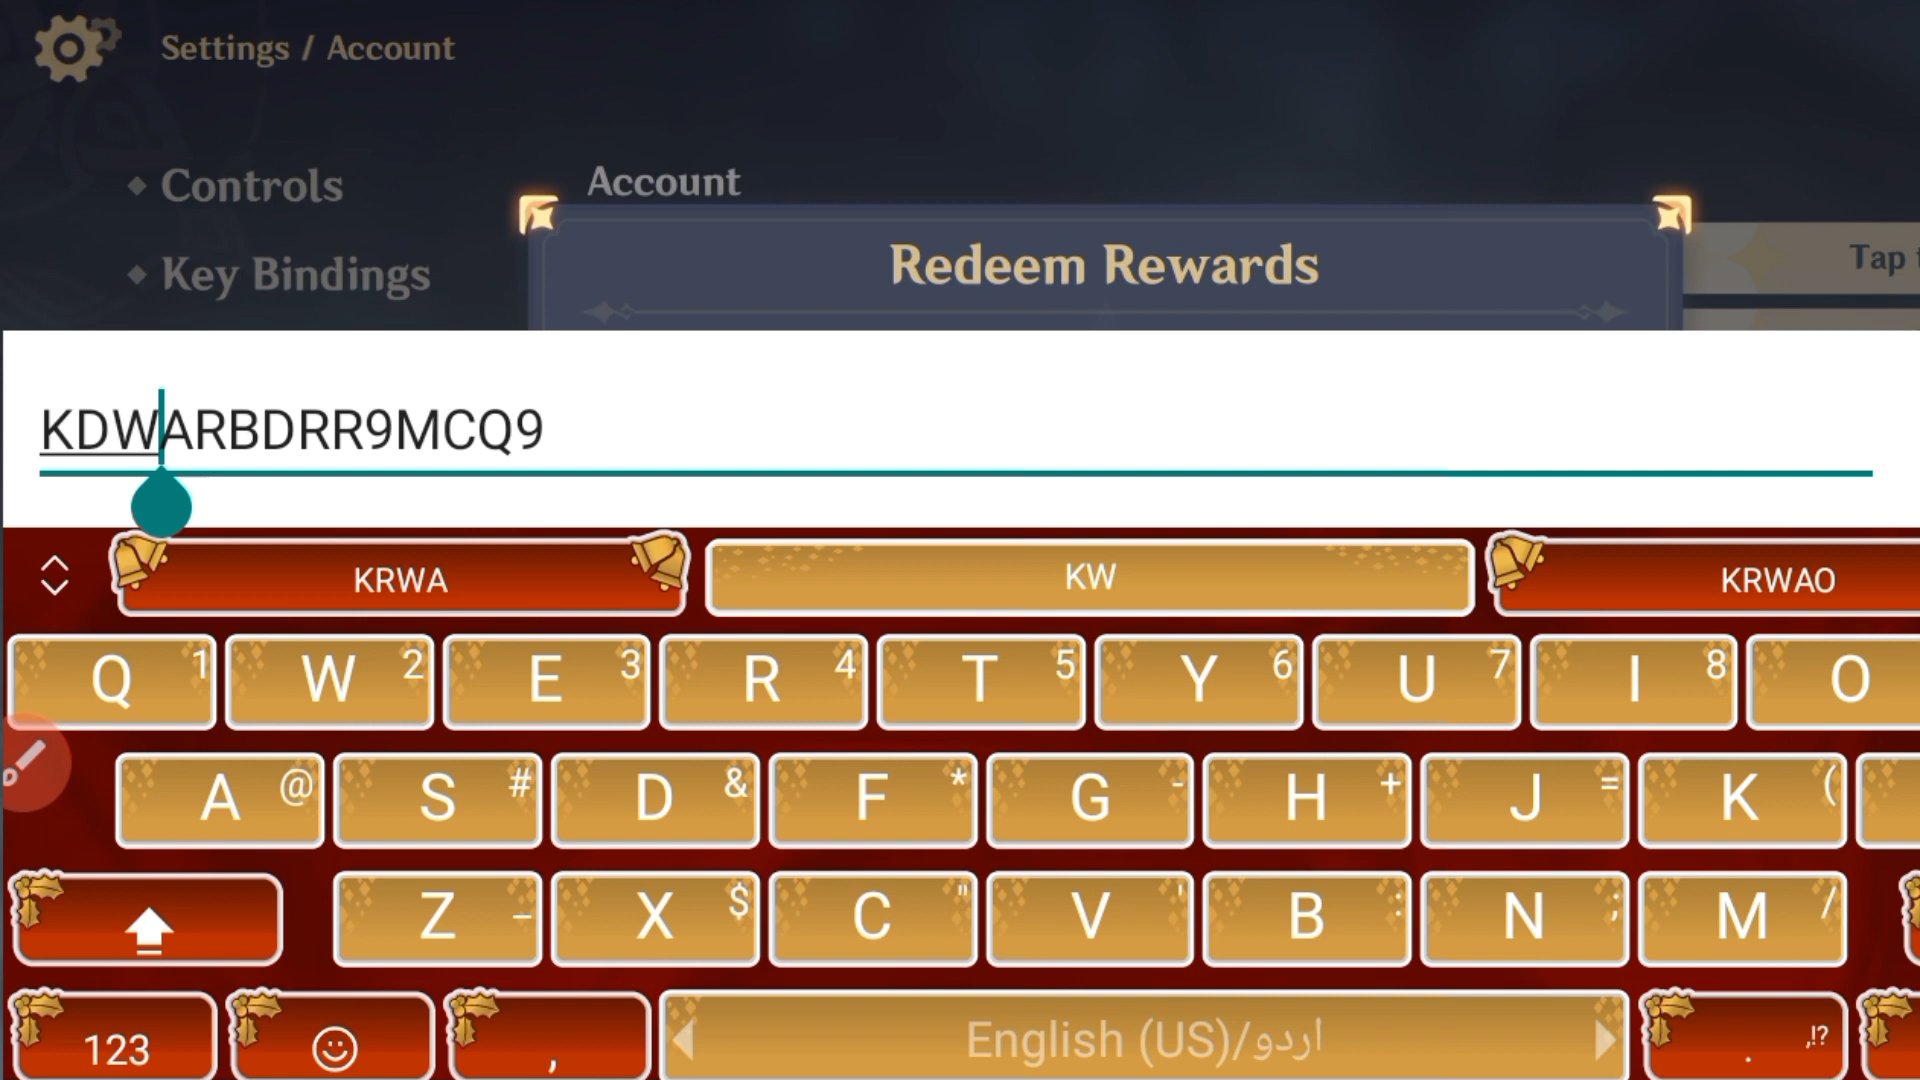 Settings / Account
Controls
Account
Redeem Rewards
Tap
Key Bindings
KDWARBDRR9MCQ9
KRWA KW KRWAO
Q 1 W 2 E 3 R 4 T 5 Y 6 U 7 I 8 O
A @ S # D & F * G - H + J = K (
Z _ X $ C " V ' B : N ; M /
123 , English (US)/اردو . ,!?